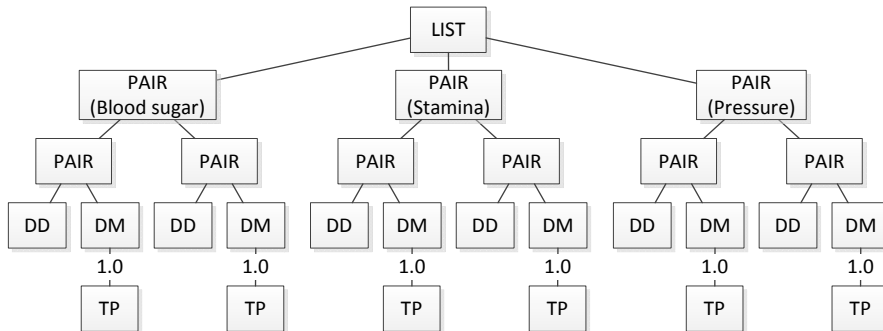 LIST
PAIR
(Blood sugar)
PAIR
(Stamina)
PAIR
(Pressure)
PAIR PAIR PAIR PAIR PAIR PAIR
DD DM DD DM DD DM DD DM DD DM DD DM
1.0 1.0 1.0 1.0 1.0 1.0
TP TP TP TP TP TP